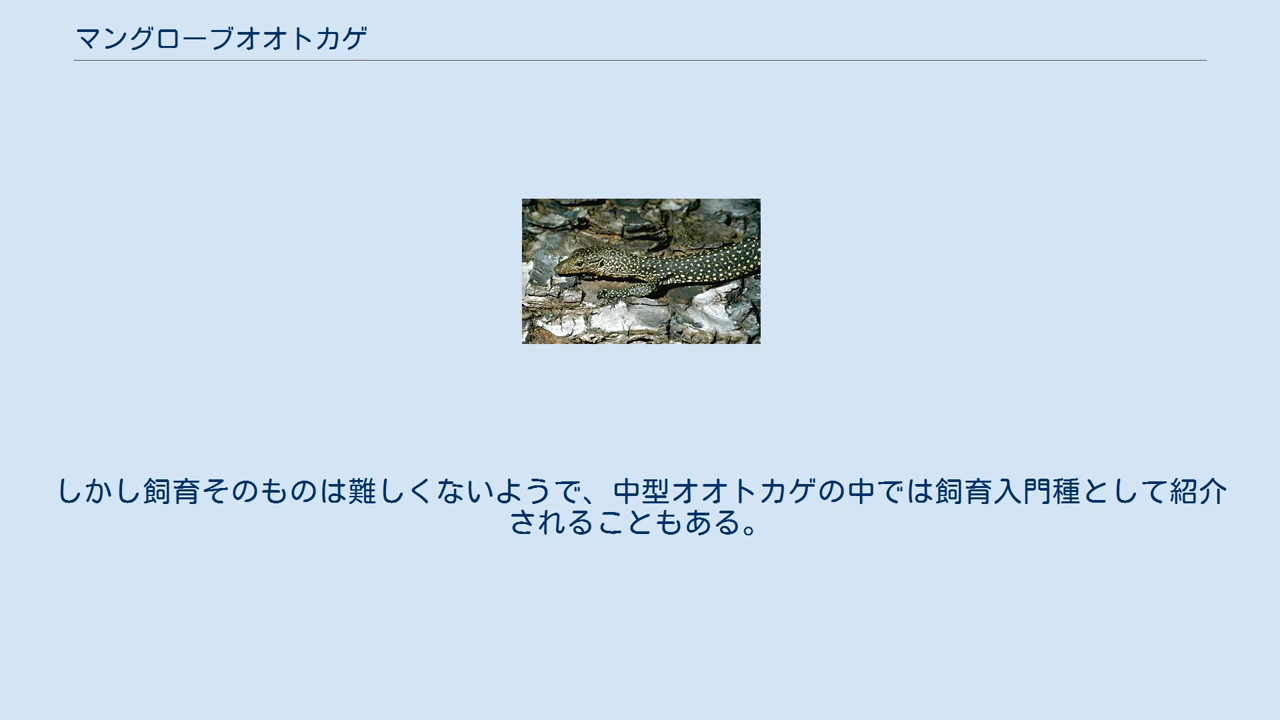 マングローブオオトカゲ
しかし飼育そのものは難しくないようで、中型オオトカゲの中では飼育入門種として紹介
されることもある。